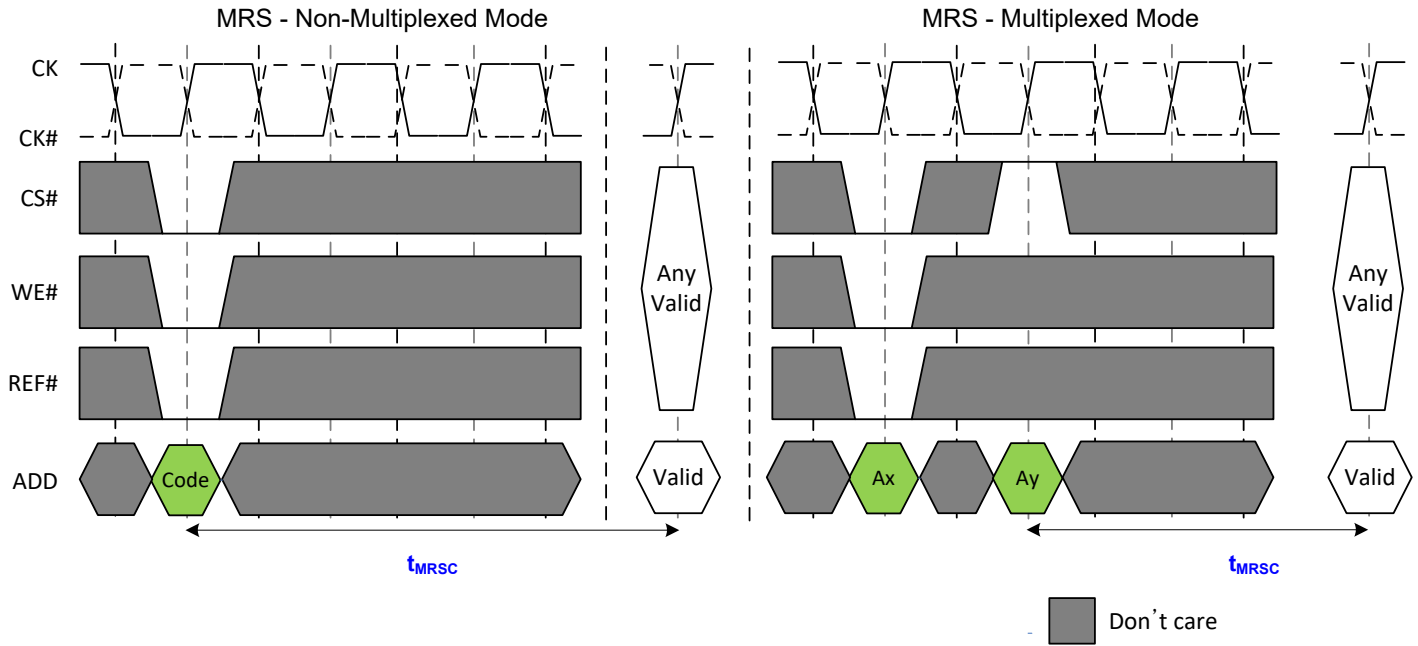 MRS - Non-Multiplexed Mode
MRS - Multiplexed Mode
CK
CK#
CS#
WE#
REF#
ADD
Any
Valid
Any
Valid
Code
Valid
Ax
Ay
Valid
tMRSC
tMRSC
Don't care